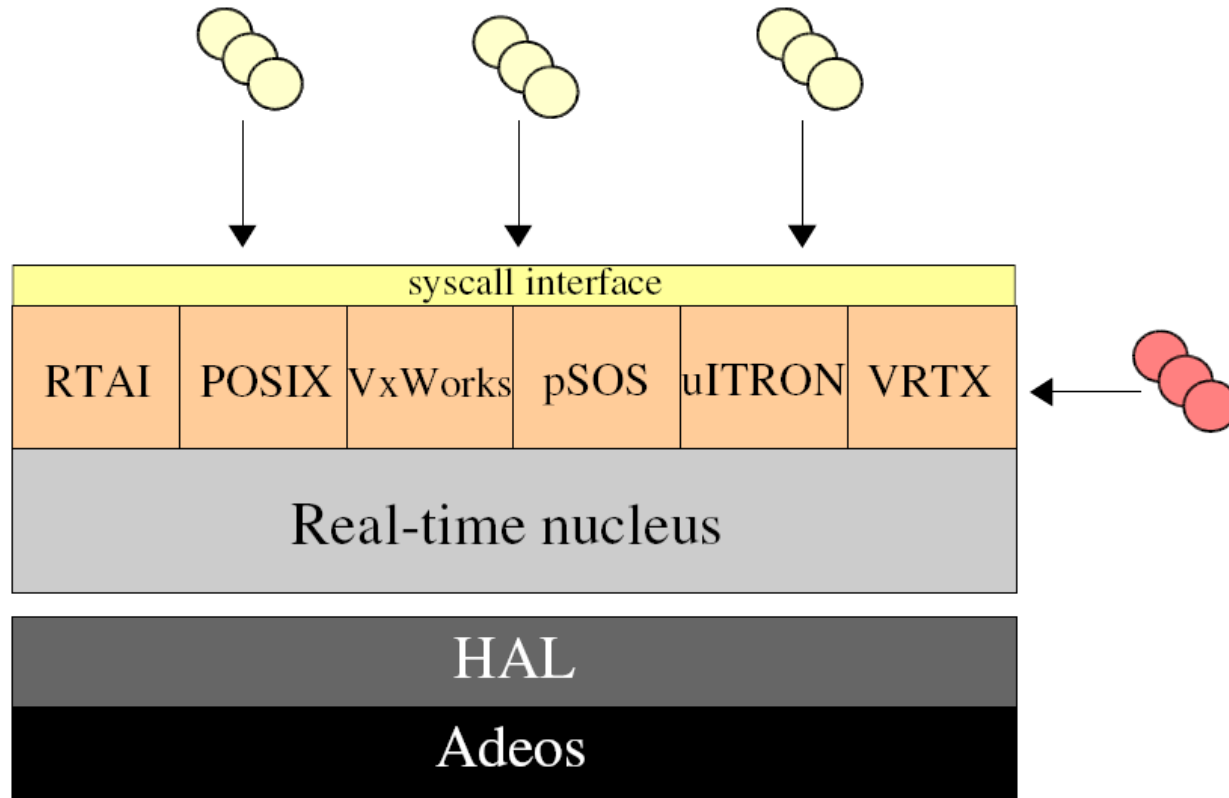 syscall interface
RTAI POSIX VxWorks pSOS uITRON VRTX
Real-time nucleus
HAL
Adeos